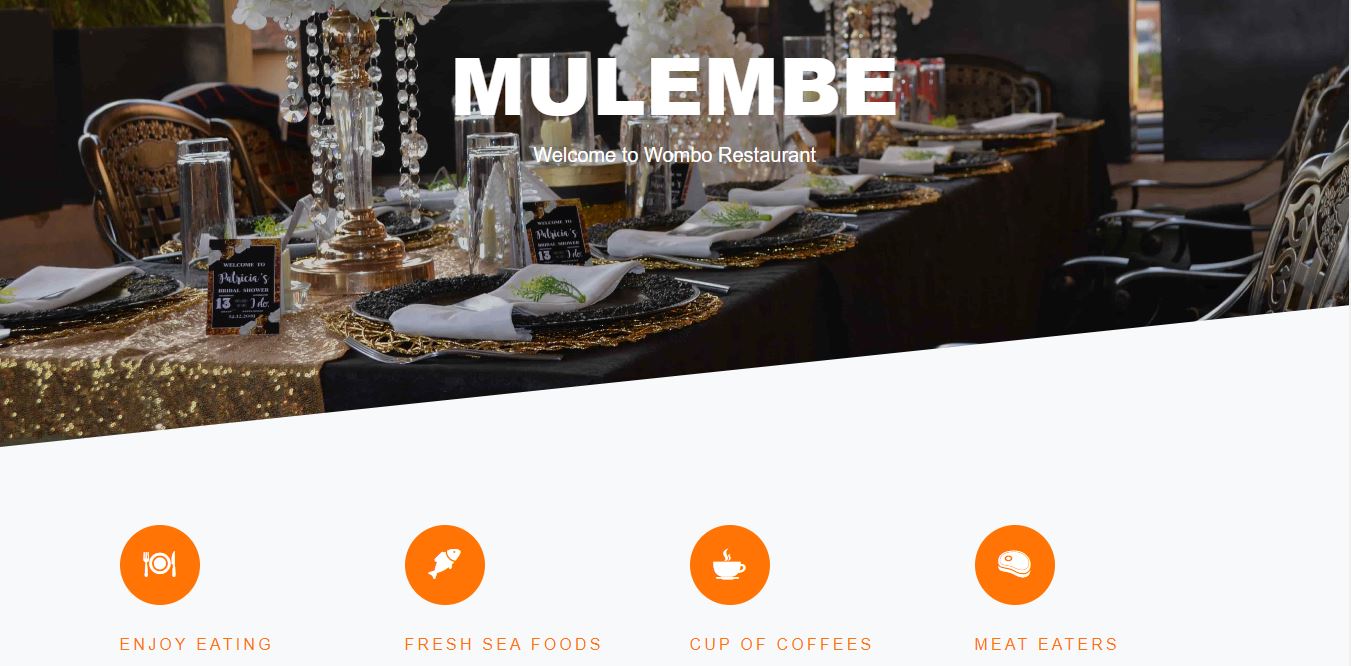 MULEMBE
Welcome to Wombo Restaurant
WELCOME TO
Patricia's
BRIDAL SHOWER
13
I do
WELCOME TO
Patricia's
BRIDAL SHOWER
13
I do
ENJOY EATING
FRESH SEA FOODS
CUP OF COFFEES
MEAT EATERS